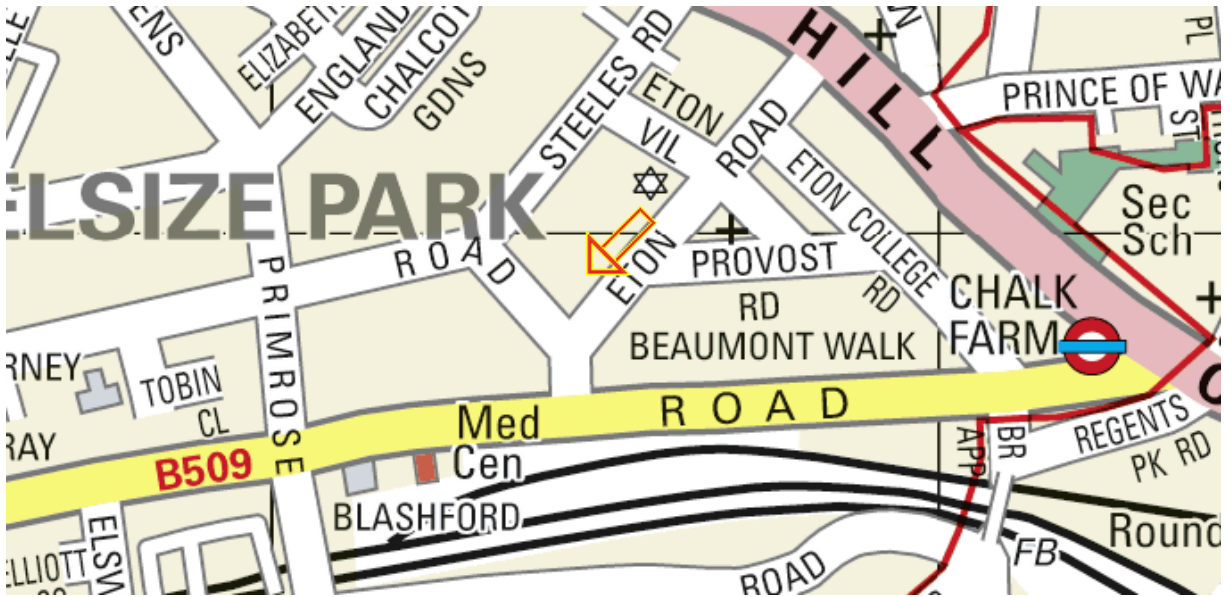 ENS
ELIZABETH
ENGLAND
CHALCOT
GDNS
STEELES RD
ETON
VIL
ETON ROAD
HILL
PRINCE OF WA
ST
PL
ELSIZE PARK
ETON COLLEGE
RD
Sec
Sch
ROAD
PROVOST
RD
BEAUMONT WALK
CHALK
FARM
PRIMROSE
RNEY
TOBIN
CL
RAY
B509
Med
Cen
ROAD
REGENTS
PK RD
BR
APP
BLASHFORD
ELSW
ELLIOTT
ROAD
FB
Round